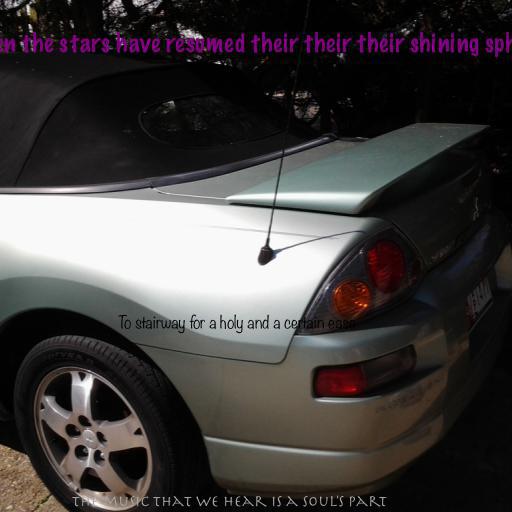 the stars have resumed their their their shining
To stairway for a holy and a certain ease
THE MUSIC THAT WE HEAR IS A SOUL'S PART